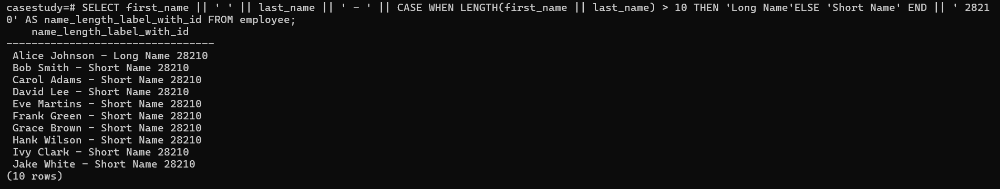 casestudy=# SELECT first_name || ' ' || last_name || ' - ' || CASE WHEN LENGTH(first_name || last_name) > 10 THEN 'Long Name'ELSE 'Short Name' END || ' 2821
0' AS name_length_label_with_id FROM employee;
    name_length_label_with_id
---------------------------------
 Alice Johnson - Long Name 28210
 Bob Smith - Short Name 28210
 Carol Adams - Short Name 28210
 David Lee - Short Name 28210
 Eve Martins - Short Name 28210
 Frank Green - Short Name 28210
 Grace Brown - Short Name 28210
 Hank Wilson - Short Name 28210
 Ivy Clark - Short Name 28210
 Jake White - Short Name 28210
(10 rows)